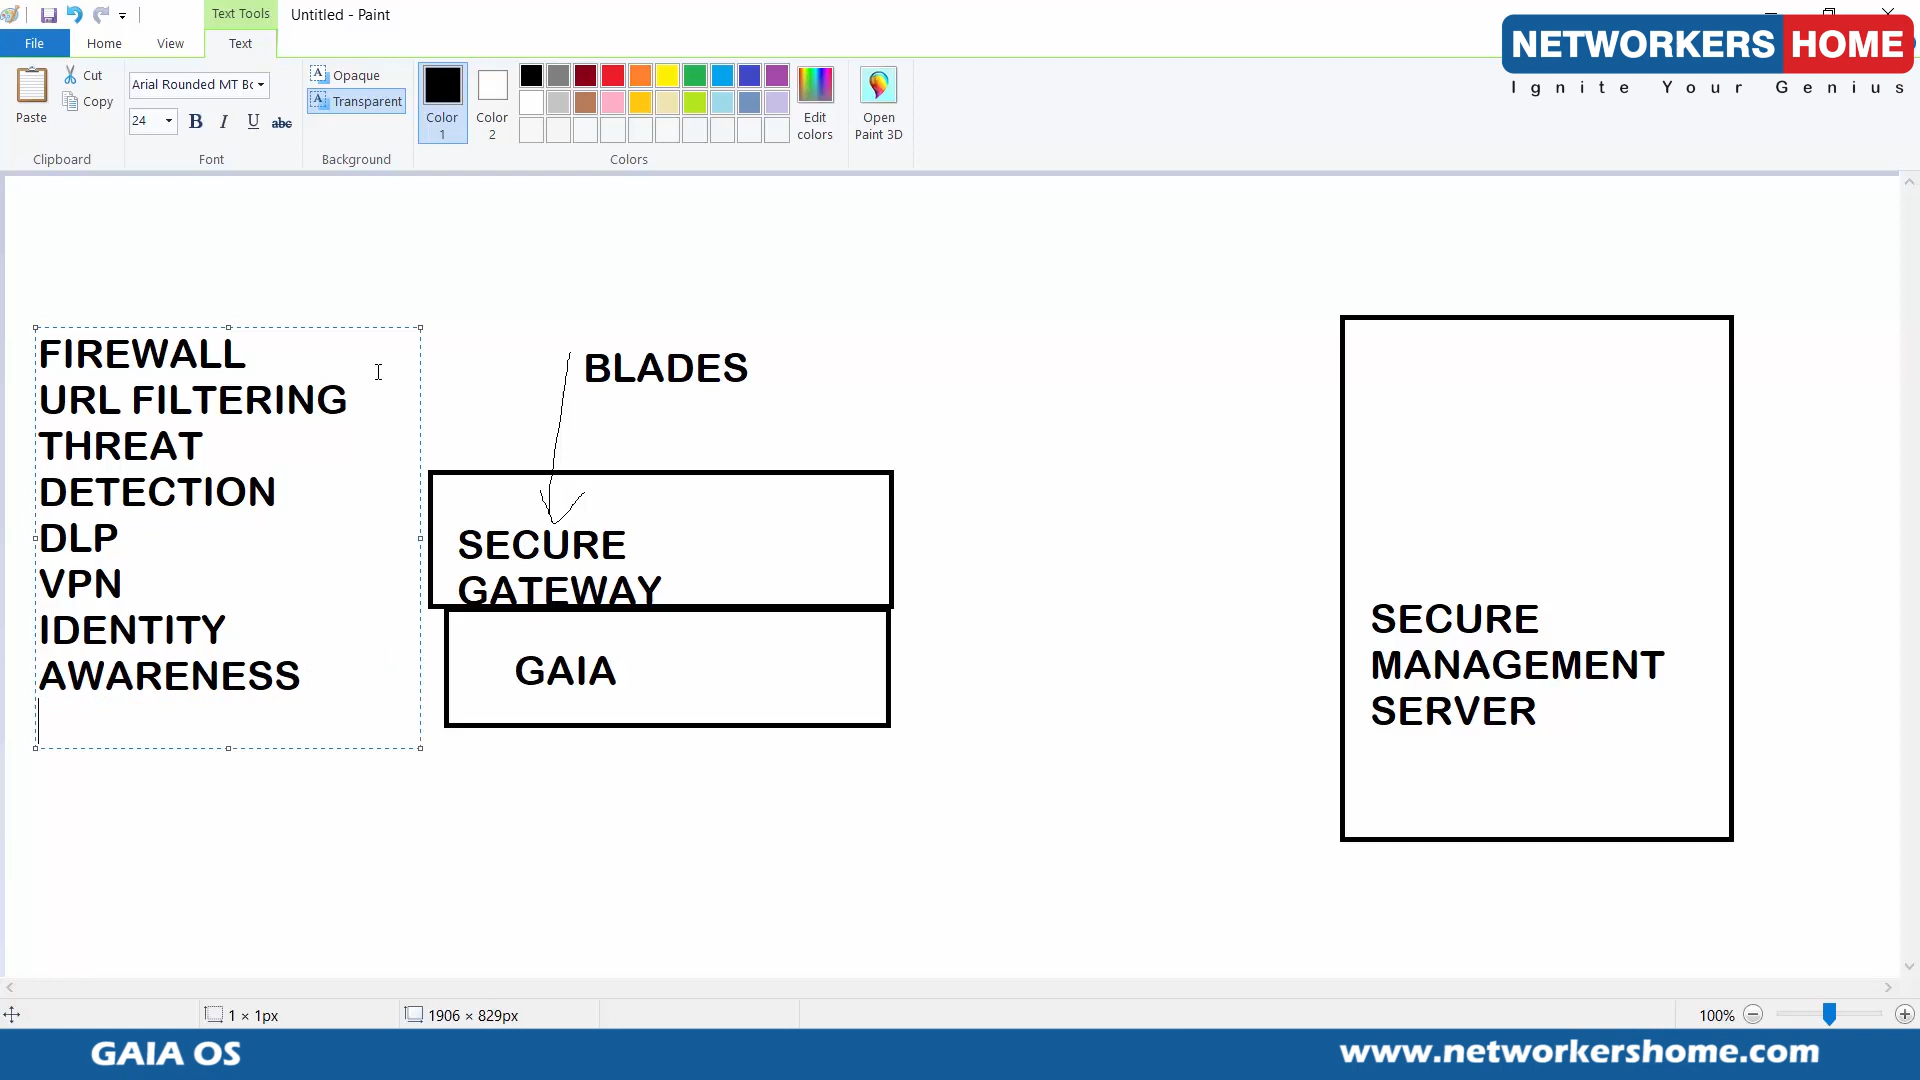 Text Tools
Untitled - Paint
File
Home
View
Text
NETWORKERS HOME
Ignite Your Genius
Paste
Cut
Copy
Clipboard
Arial Rounded MT Bc
24
B I U abc
Font
Opaque
Transparent
Background
Color
1
Color
2
Colors
Edit
colors
Open
Paint 3D
FIREWALL
URL FILTERING
THREAT
DETECTION
DLP
VPN
IDENTITY
AWARENESS
BLADES
SECURE
GATEWAY
GAIA
SECURE
MANAGEMENT
SERVER
1 × 1px
1906 × 829px
100%
GAIA OS
www.networkershome.com